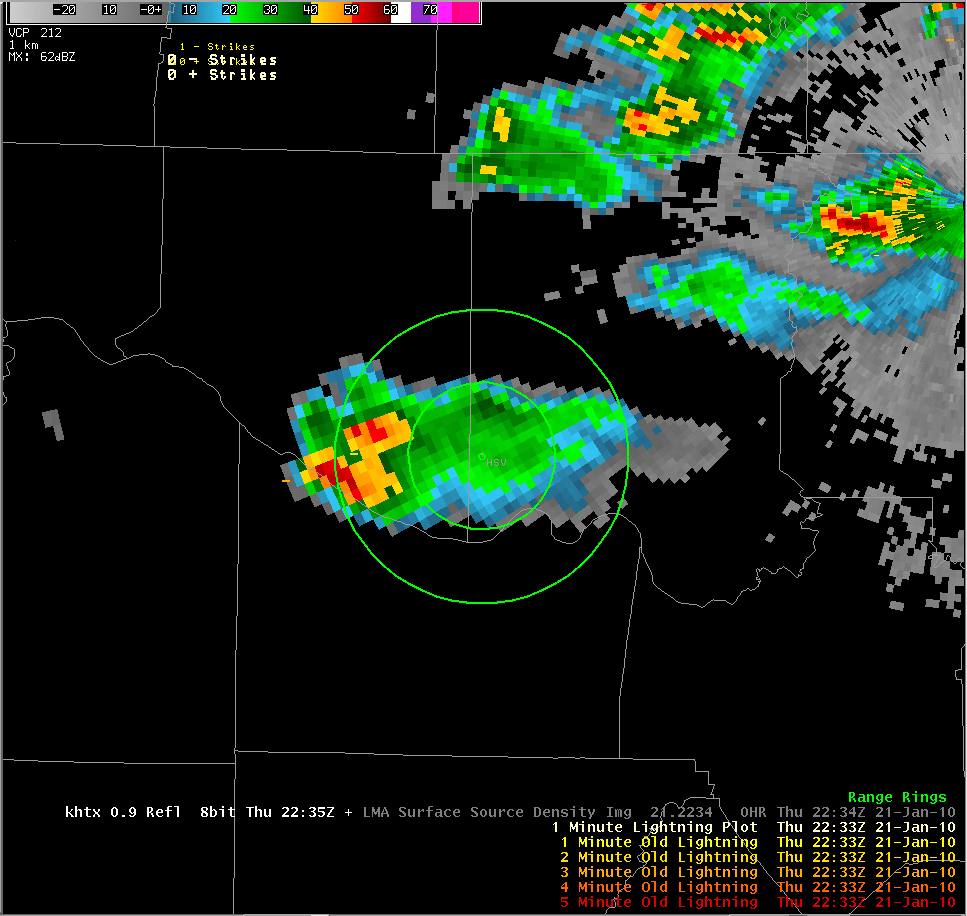 -20 10 -0+ 10 20 30 40 50 60 70
VCP 212
1 km
MX: 62dBZ
1 - Strikes
0 - Strikes
0 + Strikes
HSV
Range Rings
khtx 0.9 Refl 8bit Thu 22:35Z + LMA Surface Source Density Img 21.2234 0HR Thu 22:34Z 21-Jan-10
1 Minute Lightning Plot Thu 22:33Z 21-Jan-10
1 Minute Old Lightning Thu 22:33Z 21-Jan-10
2 Minute Old Lightning Thu 22:33Z 21-Jan-10
3 Minute Old Lightning Thu 22:33Z 21-Jan-10
4 Minute Old Lightning Thu 22:33Z 21-Jan-10
5 Minute Old Lightning Thu 22:33Z 21-Jan-10